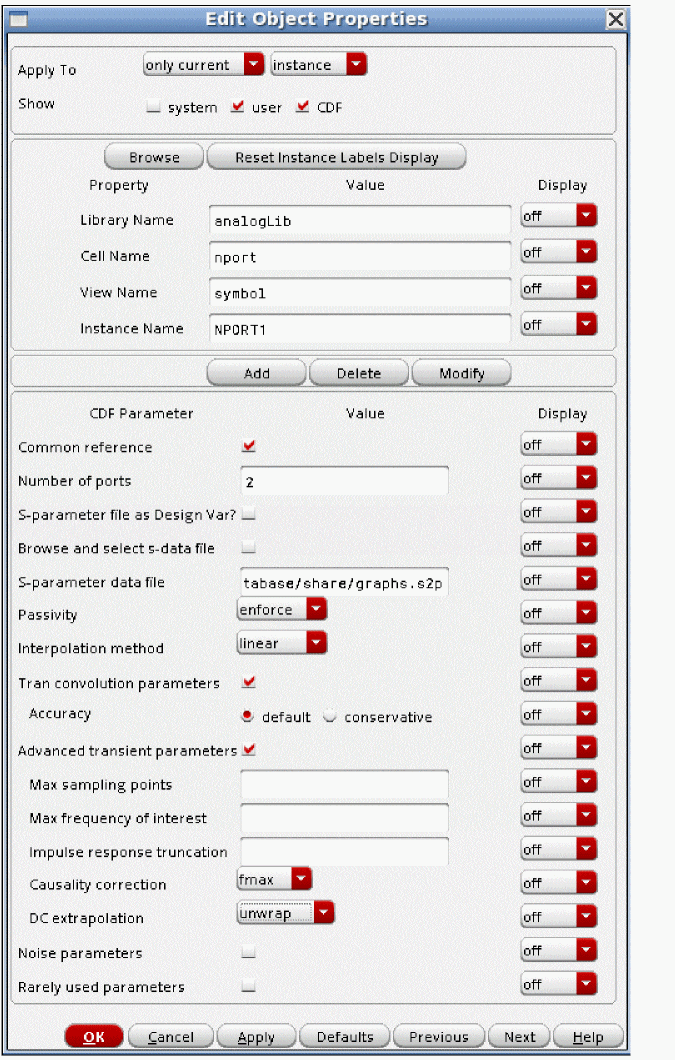 Edit Object Properties
Apply To only current instance
Show system user CDF
Browse Reset Instance Labels Display
Property Value Display
Library Name analogLib off
Cell Name nport off
View Name symbol off
Instance Name NPORT1 off
Add Delete Modify
CDF Parameter Value Display
Common reference off
Number of ports 2 off
S-parameter file as Design Var? off
Browse and select s-data file off
S-parameter data file tabase/share/graphs.s2p off
Passivity enforce off
Interpolation method linear off
Tran convolution parameters off
Accuracy default conservative off
Advanced transient parameters off
Max sampling points off
Max frequency of interest off
Impulse response truncation off
Causality correction fmax off
DC extrapolation unwrap off
Noise parameters off
Rarely used parameters off
OK Cancel Apply Defaults Previous Next Help